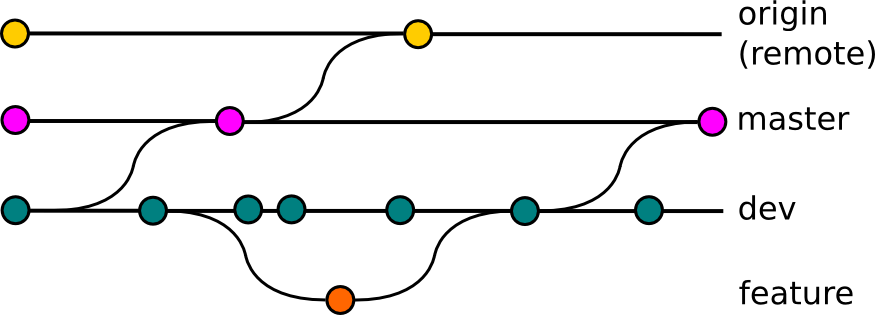 origin
(remote)
master
dev
feature